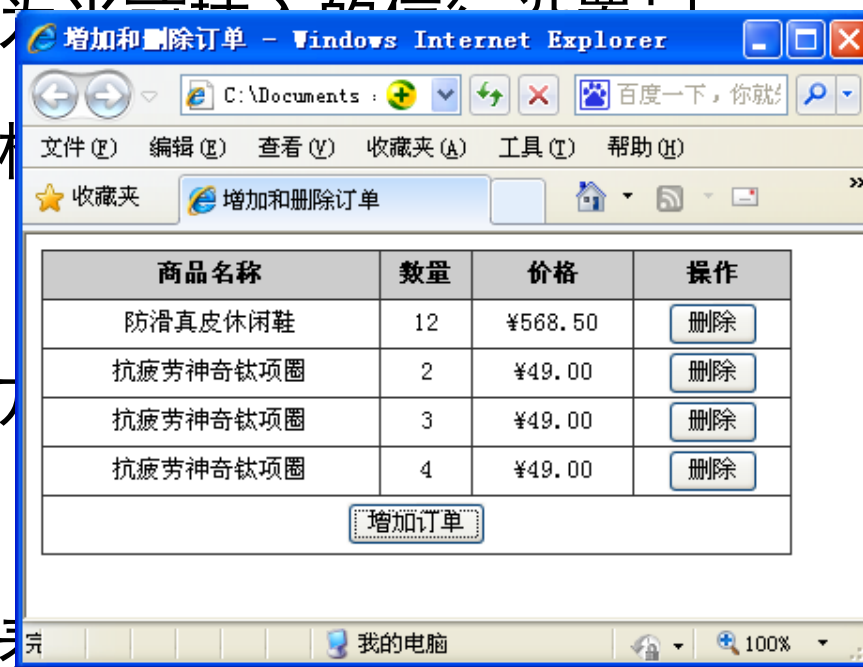 增加和删除订单 - Windows Internet Explorer
C:\Documents
百度一下，你就
文件(F) 编辑(E) 查看(V) 收藏夹(A) 工具(T) 帮助(H)
收藏夹 增加和删除订单 »
商品名称 数量 价格 操作
防滑真皮休闲鞋 12 ¥568.50 删除
抗疲劳神奇钛项圈 2 ¥49.00 删除
抗疲劳神奇钛项圈 3 ¥49.00 删除
抗疲劳神奇钛项圈 4 ¥49.00 删除
增加订单
完 我的电脑 100%